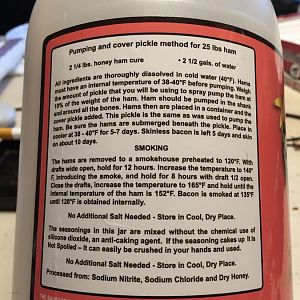 Pumping and cover pickle method for 25 lbs ham
2 1/4 lbs. honey ham cure • 2 1/2 gals. of water
All ingredients are thoroughly dissolved in cold water (40°F). Hams
must have an internal temperature of 38-40°F before pumping. Weigh
the amount of pickle that you will be using to spray pump the ham at
10% of the weight of the ham. Ham should be pumped in the shank
and around all the bones. Hams then are placed in a container and the
cover pickle added. This pickle is the same as was used to pump the
ham. Be sure the hams are submerged beneath the pickle. Place in
cooler at 38 - 40°F for 5-7 days. Skinless bacon is left 5 days and skin
on about 10 days.
SMOKING
The hams are removed to a smokehouse preheated to 120°F. With
drafts wide open, hold for 12 hours. Increase the temperature to 140°
F, introducing the smoke, and hold for 8 hours with draft 1/2 open.
Close the drafts, increase the temperature to 165°F and hold until the
internal temperature of the ham is 152°F. Bacon is smoked at 135°F
until 128°F is obtained internally.
No Additional Salt Needed - Store in Cool, Dry Place.
The seasonings in this jar are mixed without the chemical use of
silicone dioxide, an anti-caking agent. If the seasoning cakes up It is
Not Spoiled – It can easily be crushed in your hands and used.
No Additional Salt Needed - Store in Cool, Dry Place.
Processed from: Sodium Nitrite, Sodium Chloride and Dry Honey.